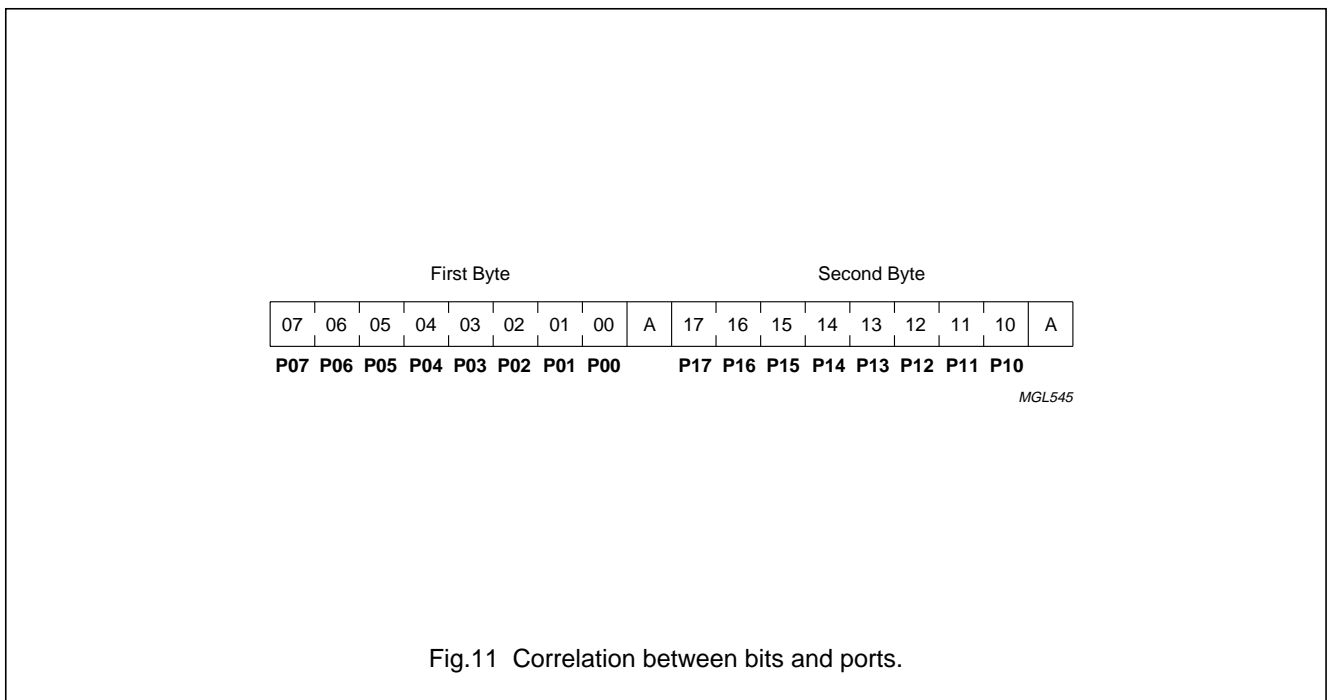 First Byte Second Byte
07 06 05 04 03 02 01 00 A 17 16 15 14 13 12 11 10 A
P07 P06 P05 P04 P03 P02 P01 P00 P17 P16 P15 P14 P13 P12 P11 P10
MGL545
Fig.11 Correlation between bits and ports.